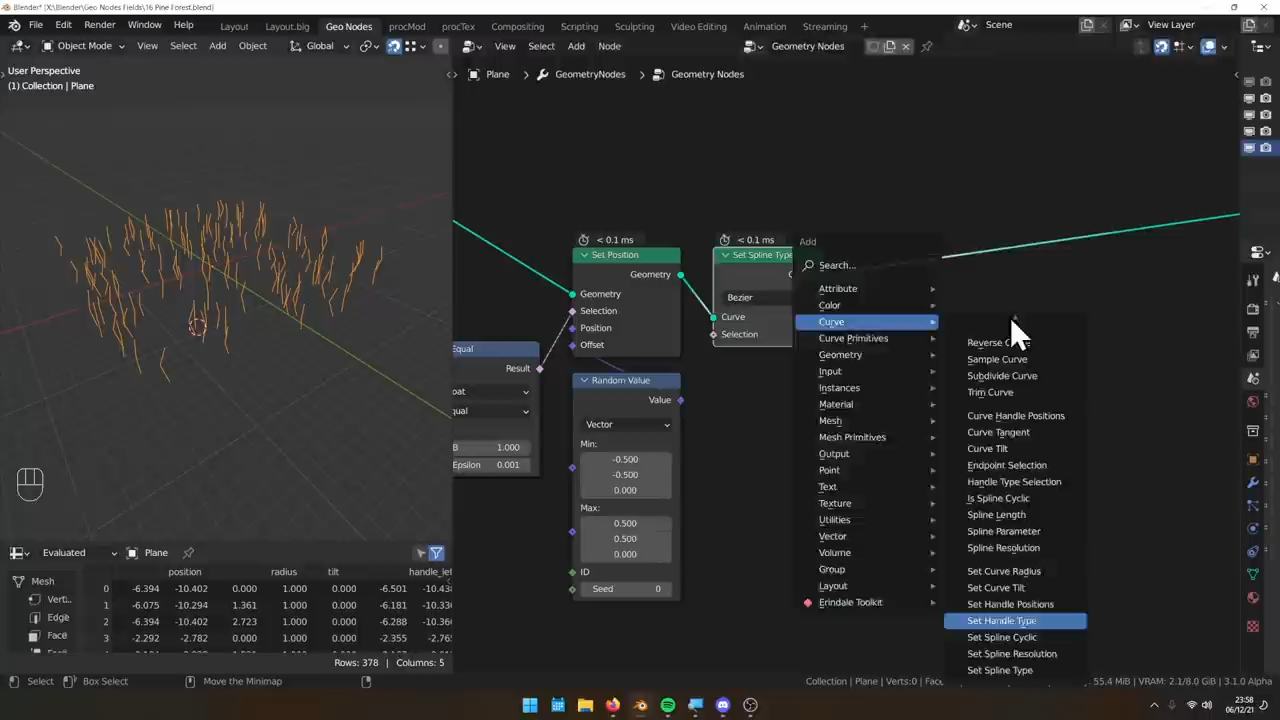 Blender* [X:\Blender\Geo Nodes Fields\16 Pine Forest.blend]
File Edit Render Window Help Layout Layout.big Geo Nodes procMod procTex Compositing Scripting Sculpting Video Editing Animation Streaming + Scene View Layer
Object Mode View Select Add Object Global View Select Add Node Geometry Nodes
User Perspective
(1) Collection | Plane
Plane > GeometryNodes > Geometry Nodes
< 0.1 ms
Set Position
Geometry
Geometry
Selection
Position
Offset
Equal
Result
1.000
Epsilon 0.001
Random Value
Value
Vector
Min:
-0.500
-0.500
0.000
Max:
0.500
0.500
0.000
ID
Seed 0
< 0.1 ms
Set Spline Type
Bezier
Curve
Selection
Add
Search...
Attribute
Color
Curve
Curve Primitives
Geometry
Input
Instances
Material
Mesh
Mesh Primitives
Output
Point
Text
Texture
Utilities
Vector
Volume
Group
Layout
Erindale Toolkit
Reverse
Sample Curve
Subdivide Curve
Trim Curve
Curve Handle Positions
Curve Tangent
Curve Tilt
Endpoint Selection
Handle Type Selection
Is Spline Cyclic
Spline Length
Spline Parameter
Spline Resolution
Set Curve Radius
Set Curve Tilt
Set Handle Positions
Set Handle Type
Set Spline Cyclic
Set Spline Resolution
Set Spline Type
Evaluated Plane
Mesh
Vert..
Edge
Face
position radius tilt handle_left
0 -6.394 -10.402 0.000 1.000 0.000 -6.501
1 -6.075 -10.294 1.361 1.000 0.000 -6.181
2 -6.394 -10.402 2.723 1.000 0.000 -6.288
3 -2.292 -2.782 0.000 1.000 0.000 -2.355
Rows: 378 | Columns: 5
Select Box Select Move the Minimap Collection | Plane | Verts:0 | 55.4 MiB | VRAM: 2.1/8.0 GiB | 3.1.0 Alpha
23:58
06/12/21